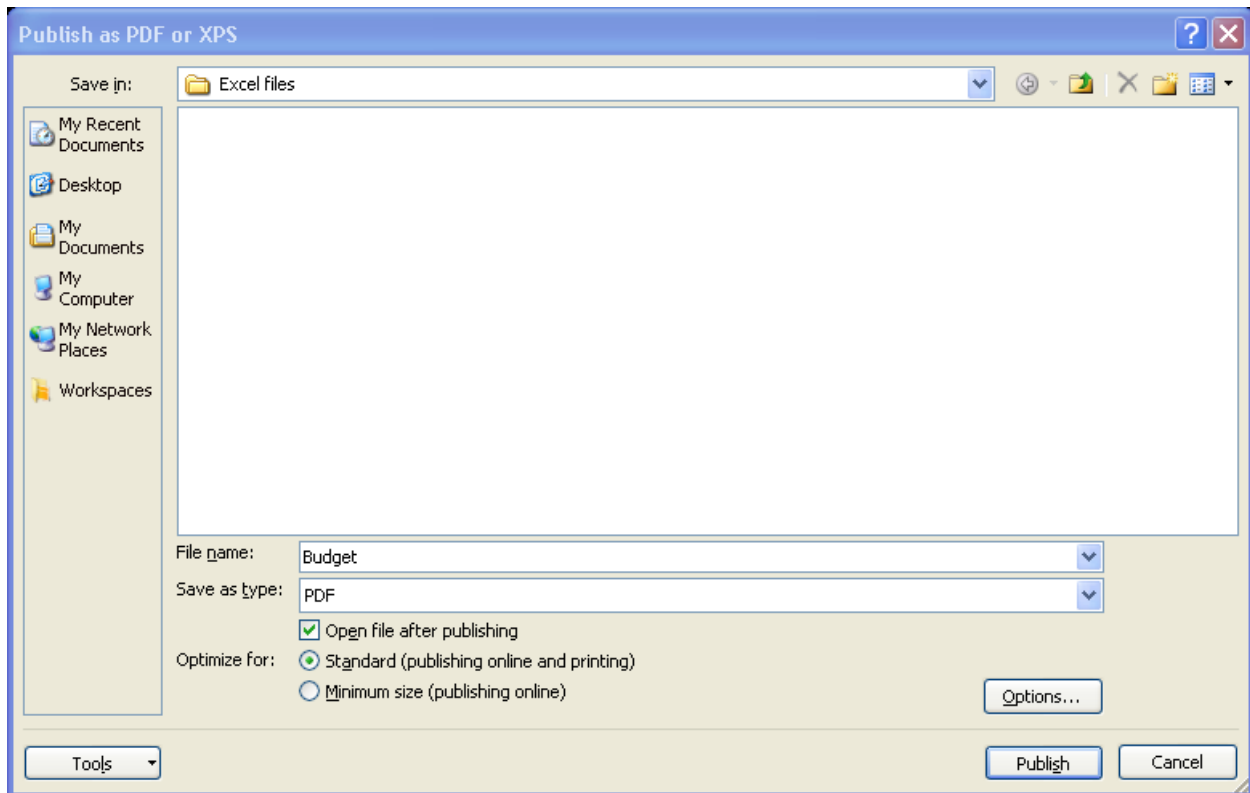 Publish as PDF or XPS
Save in:
Excel files
My Recent
Documents
Desktop
My
Documents
My
Computer
My Network
Places
Workspaces
File name:
Budget
Save as type:
PDF
Open file after publishing
Optimize for:
Standard (publishing online and printing)
Minimum size (publishing online)
Options...
Tools
Publish
Cancel